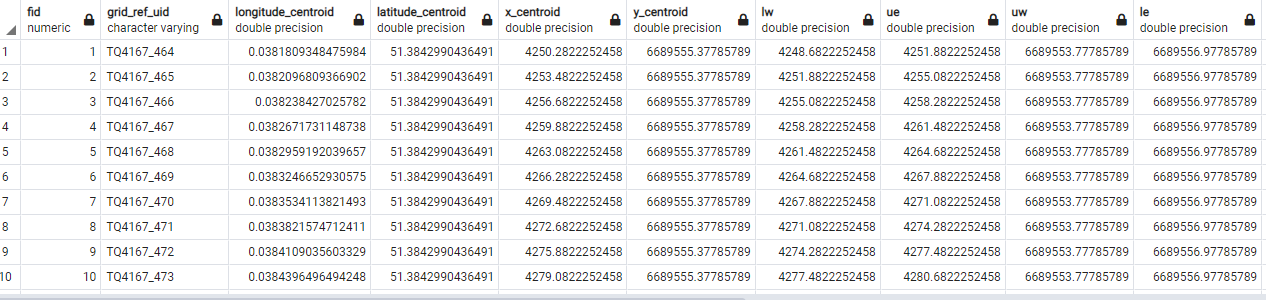 fid grid_ref_uid longitude_centroid latitude_centroid x_centroid y_centroid lw ue uw le
numeric character varying double precision double precision double precision double precision double precision double precision double precision double precision
1 1 TQ4167_464 0.0381809348475984 51.3842990436491 4250.2822252458 6689555.37785789 4248.6822252458 4251.8822252458 6689553.77785789 6689556.97785789
2 2 TQ4167_465 0.0382096809366902 51.3842990436491 4253.4822252458 6689555.37785789 4251.8822252458 4255.0822252458 6689553.77785789 6689556.97785789
3 3 TQ4167_466 0.038238427025782 51.3842990436491 4256.6822252458 6689555.37785789 4255.0822252458 4258.2822252458 6689553.77785789 6689556.97785789
4 4 TQ4167_467 0.0382671731148738 51.3842990436491 4259.8822252458 6689555.37785789 4258.2822252458 4261.4822252458 6689553.77785789 6689556.97785789
5 5 TQ4167_468 0.0382959192039657 51.3842990436491 4263.0822252458 6689555.37785789 4261.4822252458 4264.6822252458 6689553.77785789 6689556.97785789
6 6 TQ4167_469 0.0383246652930575 51.3842990436491 4266.2822252458 6689555.37785789 4264.6822252458 4267.8822252458 6689553.77785789 6689556.97785789
7 7 TQ4167_470 0.0383534113821493 51.3842990436491 4269.4822252458 6689555.37785789 4267.8822252458 4271.0822252458 6689553.77785789 6689556.97785789
8 8 TQ4167_471 0.0383821574712411 51.3842990436491 4272.6822252458 6689555.37785789 4271.0822252458 4274.2822252458 6689553.77785789 6689556.97785789
9 9 TQ4167_472 0.0384109035603329 51.3842990436491 4275.8822252458 6689555.37785789 4274.2822252458 4277.4822252458 6689553.77785789 6689556.97785789
10 10 TQ4167_473 0.0384396496494248 51.3842990436491 4279.0822252458 6689555.37785789 4277.4822252458 4280.6822252458 6689553.77785789 6689556.97785789